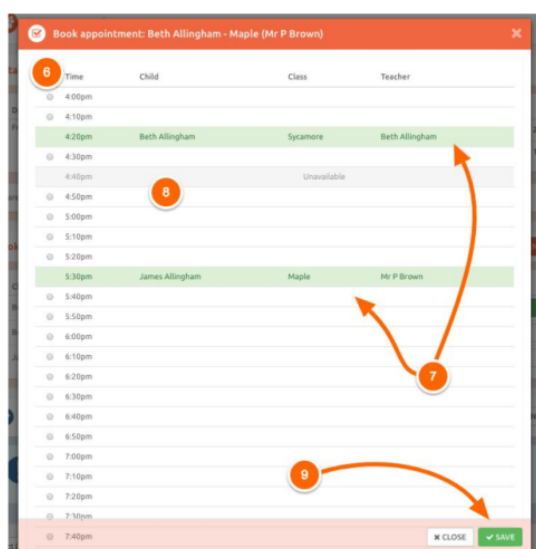 Book appointment: Beth Allingham - Maple (Mr P Brown)
6 Time Child Class Teacher
4:00pm
4:10pm
4:20pm Beth Allingham Sycamore Beth Allingham
4:30pm
4:40pm Unavailable
8
4:50pm
5:00pm
5:10pm
5:20pm
5:30pm James Allingham Maple Mr P Brown
5:40pm
5:50pm
6:00pm
6:10pm
7
6:20pm
6:30pm
6:40pm
6:50pm
7:00pm
9
7:10pm
7:20pm
7:30pm
7:40pm CLOSE SAVE